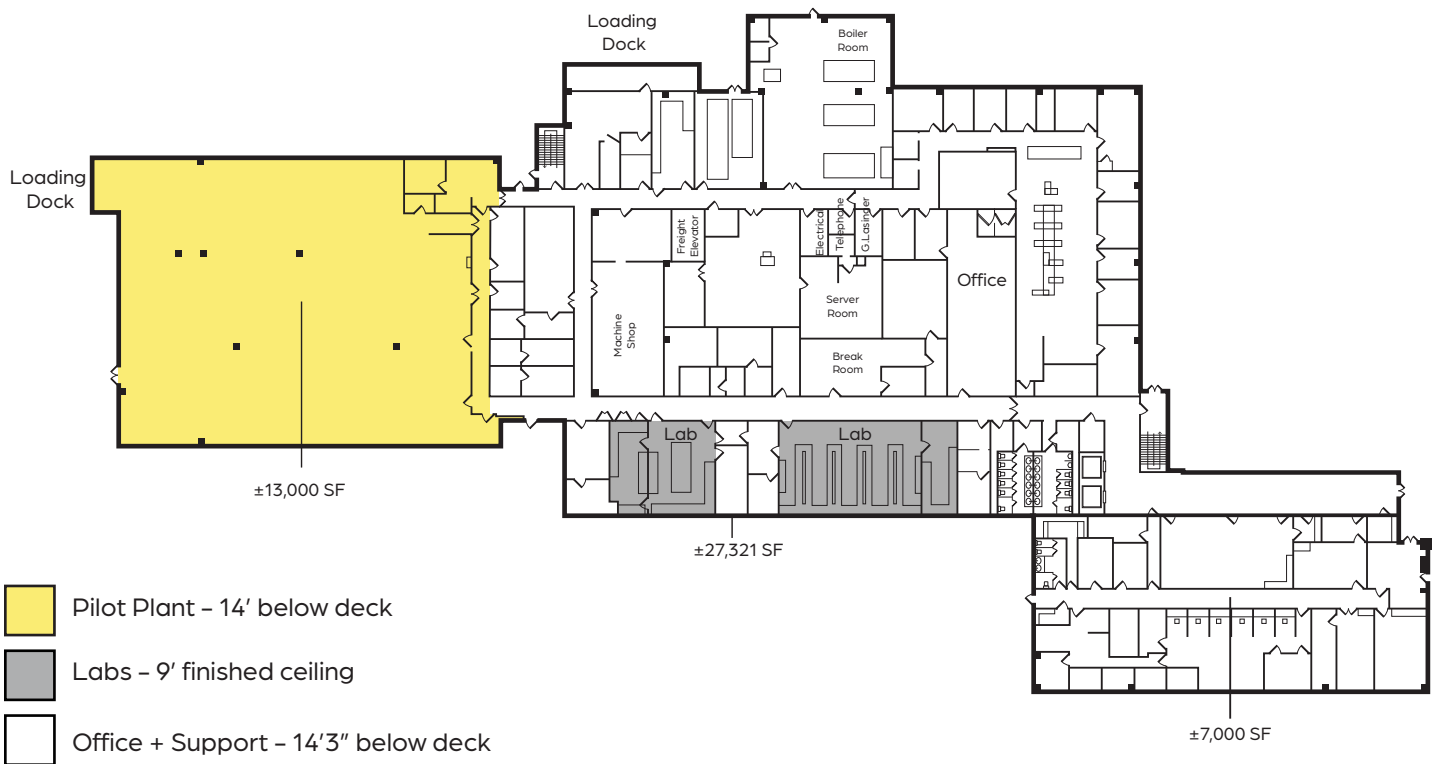 Loading
Dock
Boiler
Room
Loading
Dock
Freight
Elevator
Electrical
Telephone
G.Lasinger
Office
Server
Room
Machine
Shop
Break
Room
Lab
Lab
±13,000 SF
±27,321 SF
Pilot Plant - 14' below deck
Labs - 9' finished ceiling
Office + Support - 14'3" below deck
±7,000 SF